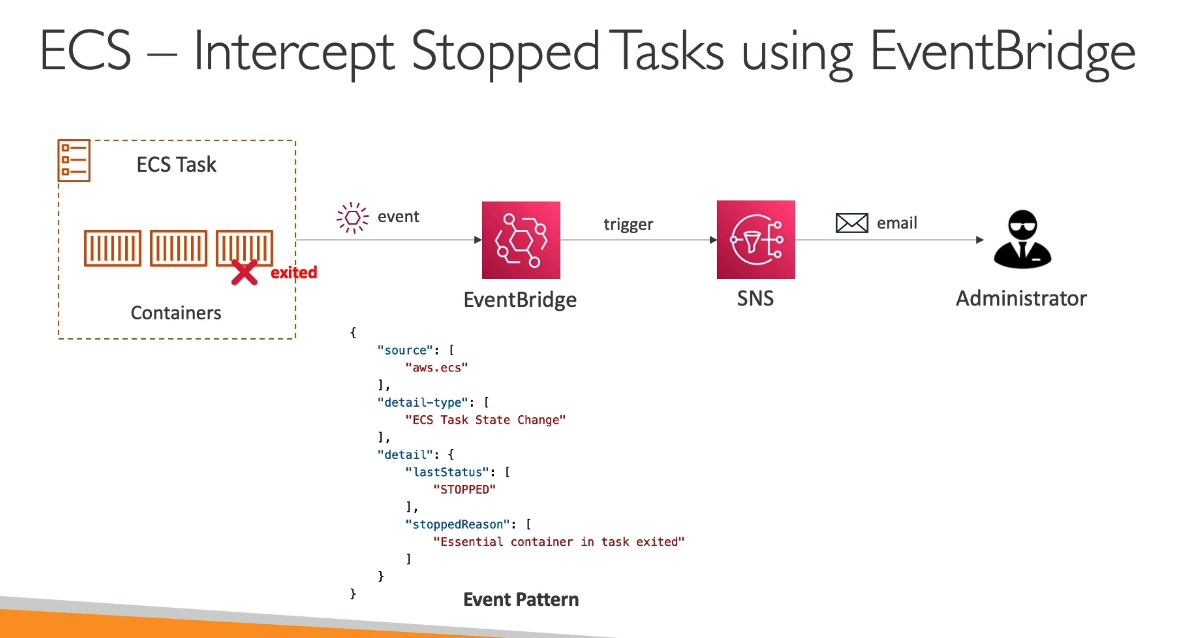 ECS – Intercept Stopped Tasks using EventBridge
ECS Task
event
trigger
email
exited
Containers
EventBridge
SNS
Administrator
{
"source": [
"aws.ecs"
],
"detail-type": [
"ECS Task State Change"
],
"detail": {
"lastStatus": [
"STOPPED"
],
"stoppedReason": [
"Essential container in task exited"
]
}
}
Event Pattern